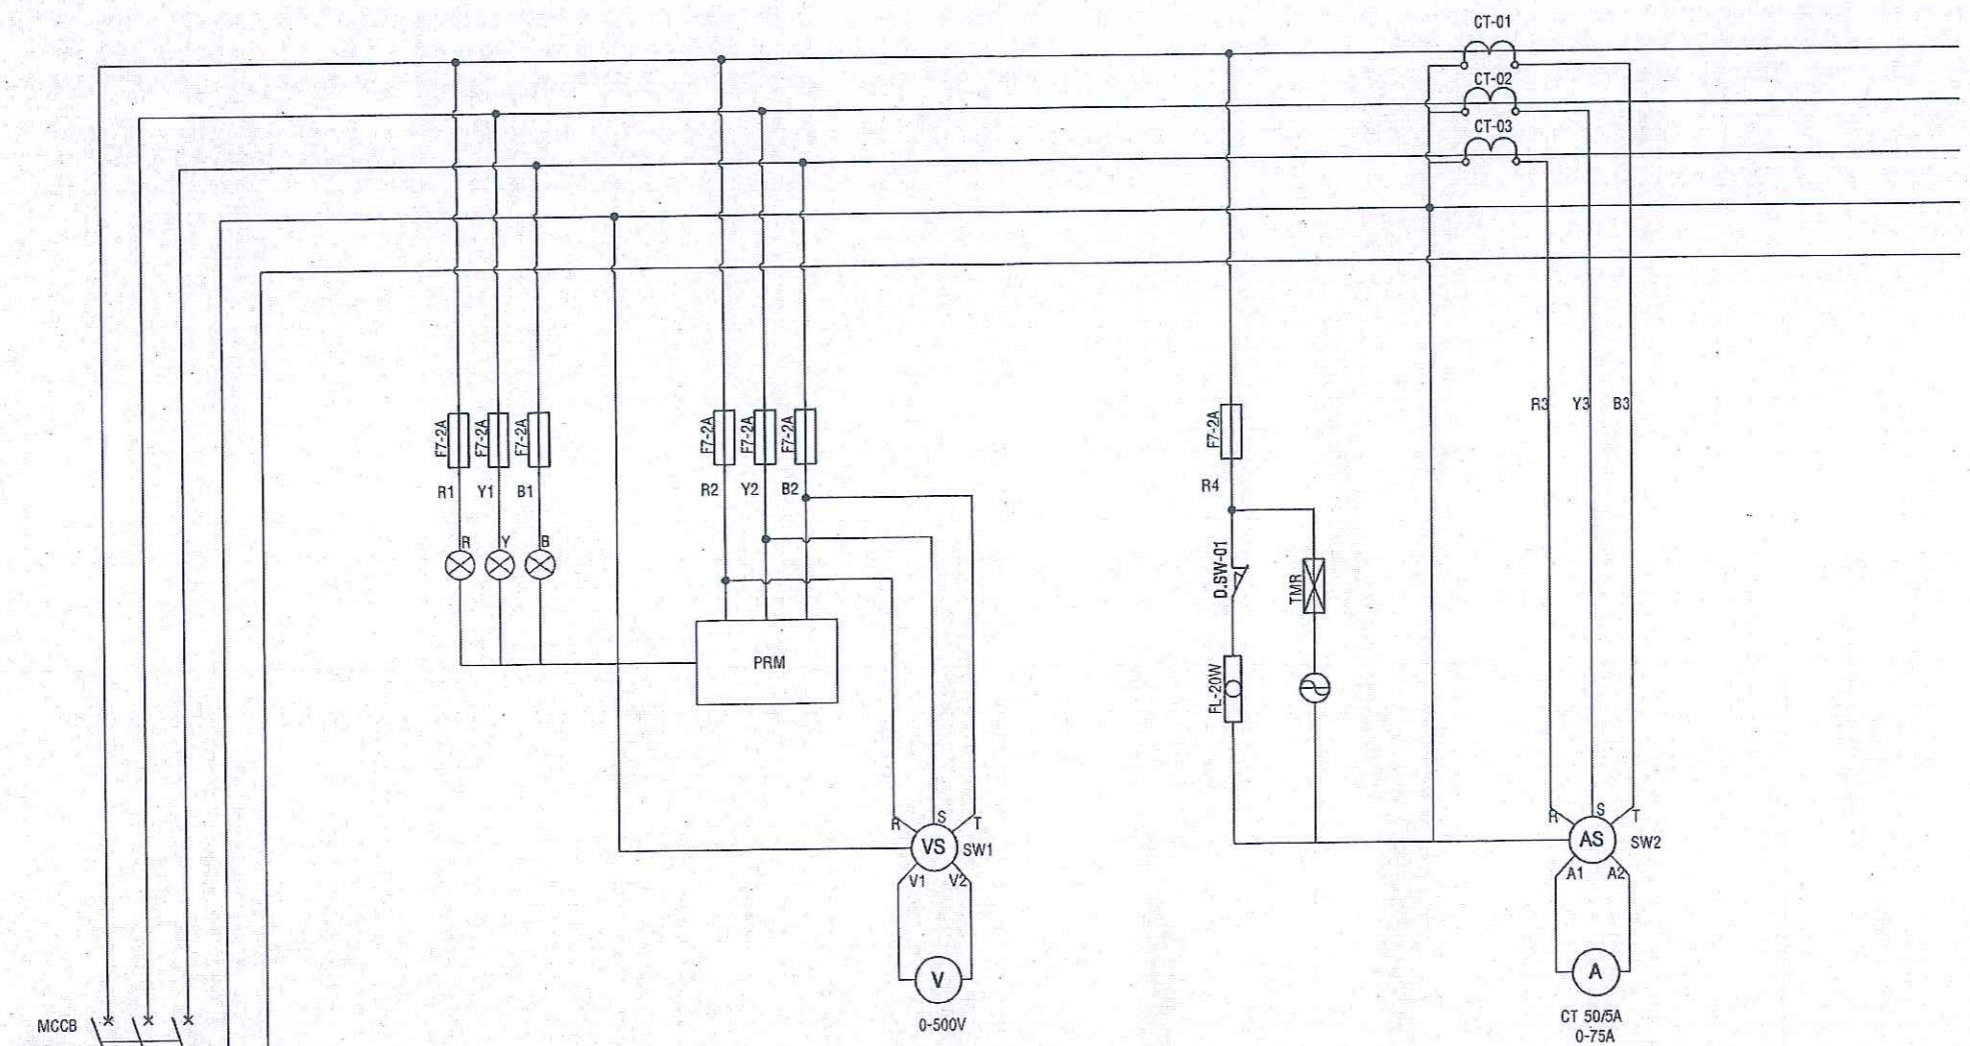 CT-01
CT-02
CT-03
R3 Y3 B3
F7-2A F7-2A F7-2A F7-2A F7-2A F7-2A F7-2A
R1 Y1 B1 R2 Y2 B2 R4
R Y B
D.SW-01
TMR
PRM
FL-20W
R S T
VS SW1
V1 V2
R S T
AS SW2
A1 A2
V
A
MCCB
0-500V
CT 50/5A
0-75A